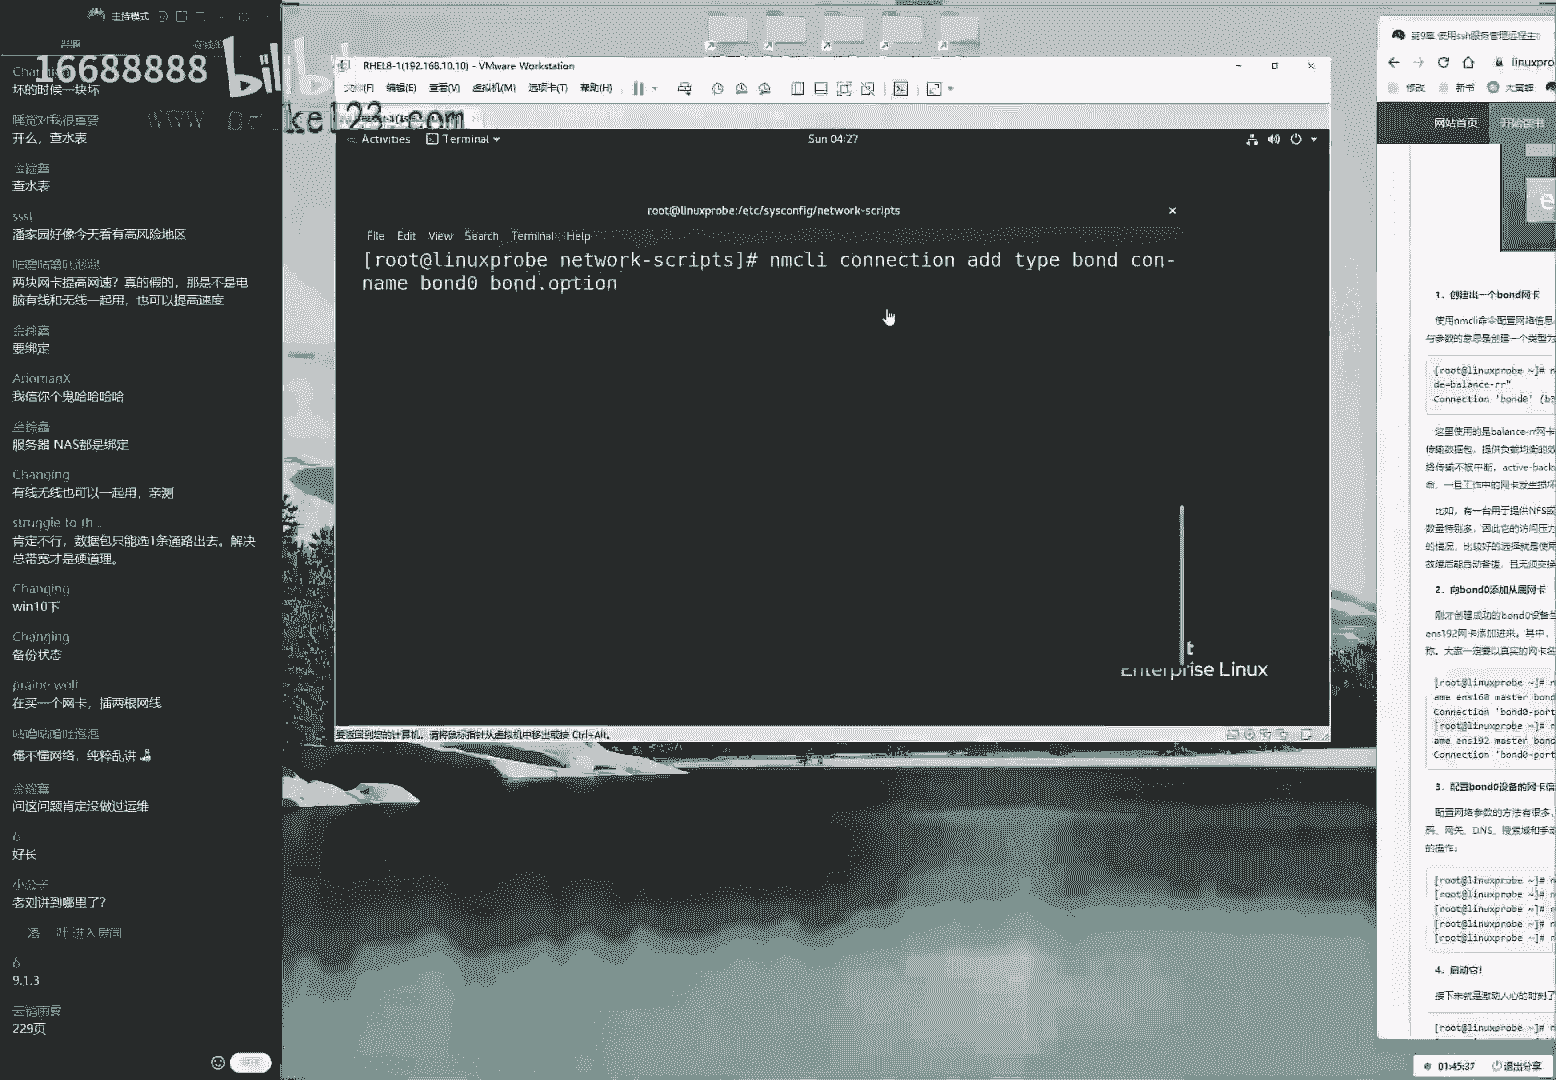 主持模式
16688888
bilibili
坏的时候一块坏
开么，查水表
查水表
sssl
潘家园好像今天看有高风险地区
两块网卡提高网速？真的假的，那是不是电
脑有线和无线一起用，也可以提高速度
要绑定
AriomanX
我信你个鬼哈哈哈哈
服务器 NAS都是绑定
Changing
有线无线也可以一起用，亲测
struggle to th..
肯定不行，数据包只能选1条通路出去。解决
总带宽才是硬道理。
Changing
win10下
Changing
备份状态
prairie wolf
在买一个网卡，插两根网线
俺不懂网络，纯粹乱讲
问这问题肯定没做过运维
6
好长
小公子
老刘讲到哪里了？
进入房间
6
9.1.3
229页
RHEL8-1(192.168.10.10) - VMware Workstation
文件(F) 编辑(E) 查看(V) 虚拟机(M) 选项卡(T) 帮助(H)
Activities Terminal
Sun 04:27
root@linuxprobe:/etc/sysconfig/network-scripts
File Edit View Search Terminal Help
[root@linuxprobe network-scripts]# nmcli connection add type bond con-
name bond0 bond.option
t
Enterprise Linux
要返回到您的计算机，请将鼠标指针从虚拟机中移出或按 Ctrl+Alt。
第9章 使用ssh服务管理远程主
linuxpro
修改 新书 大黄蜂
网站首页
1．创建出一个bond网卡
使用nmcli命令配置网络信息
与参数的意思是创建一个类型为
[root@linuxprobe ~]# n
de=balance-rr"
Connection 'bond0' (b
这里使用的是balance-rr网卡
传输数据包，提供负载均衡的效
络传输不被中断，active-back
命，一旦工作中的网卡发生损坏
比如，有一台用于提供NFS或
数量特别多，因此它的访问压力
的情况，比较好的选择就是使用
故障后能自动备援，且无须交换
2．向bond0添加从属网卡
刚才创建成功的bond0设备
ens192网卡添加进来。其中，
称。大家一定要以真实的网卡名
[root@linuxprobe ~]# n
ame ens160 master bond
Connection 'bond0-port
[root@linuxprobe ~]# n
ame ens192 master bond
Connection 'bond0-port
3．配置bond0设备的网卡信
配置网络参数的方法有很多，
码、网关、DNS、搜索域和手动
的操作：
[root@linuxprobe ~]# n
[root@linuxprobe ~]# n
[root@linuxprobe ~]# n
[root@linuxprobe ~]# n
[root@linuxprobe ~]# n
4．启动它！
接下来就是激动人心的时刻了
[root@linuxprobe ~]# n
01:45:37 退出分享